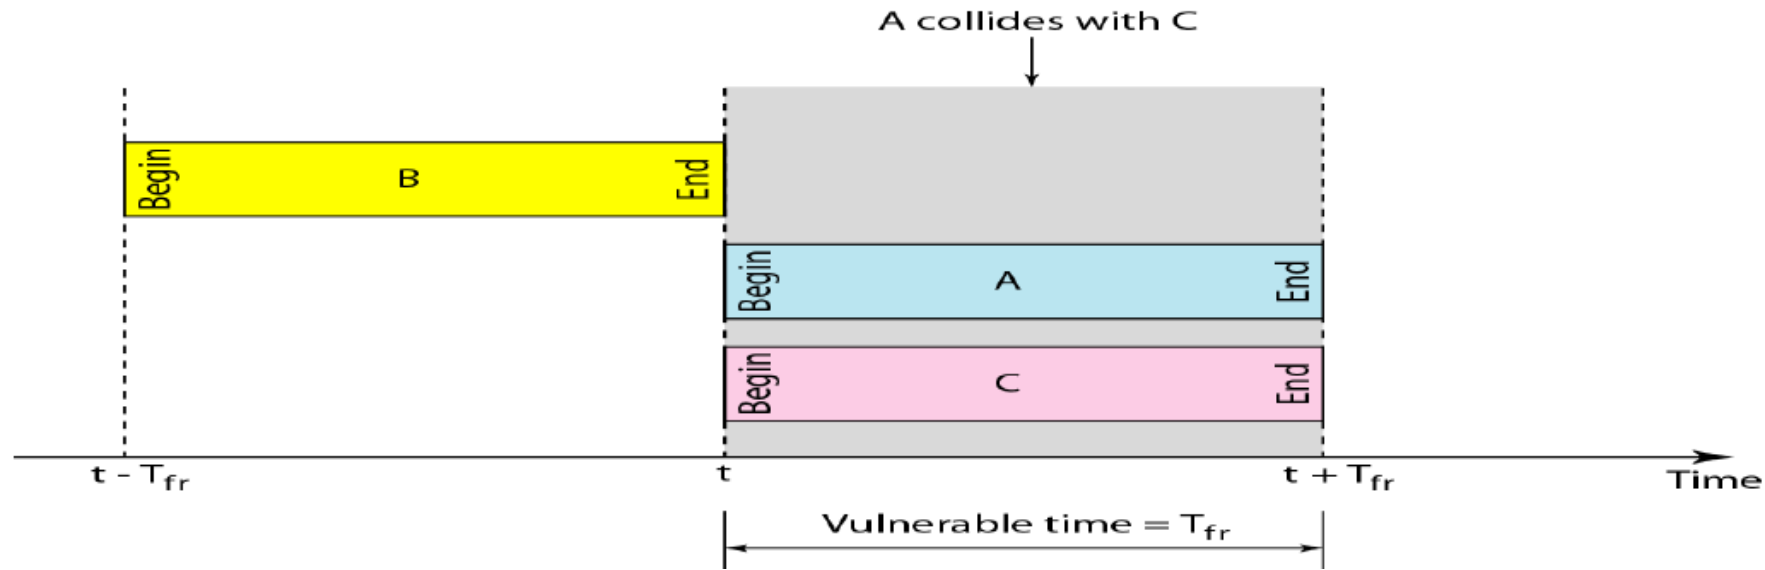 A collides with C
Begin B End
Begin A End
Begin C End
t - Tfr t t + Tfr Time
Vulnerable time = Tfr